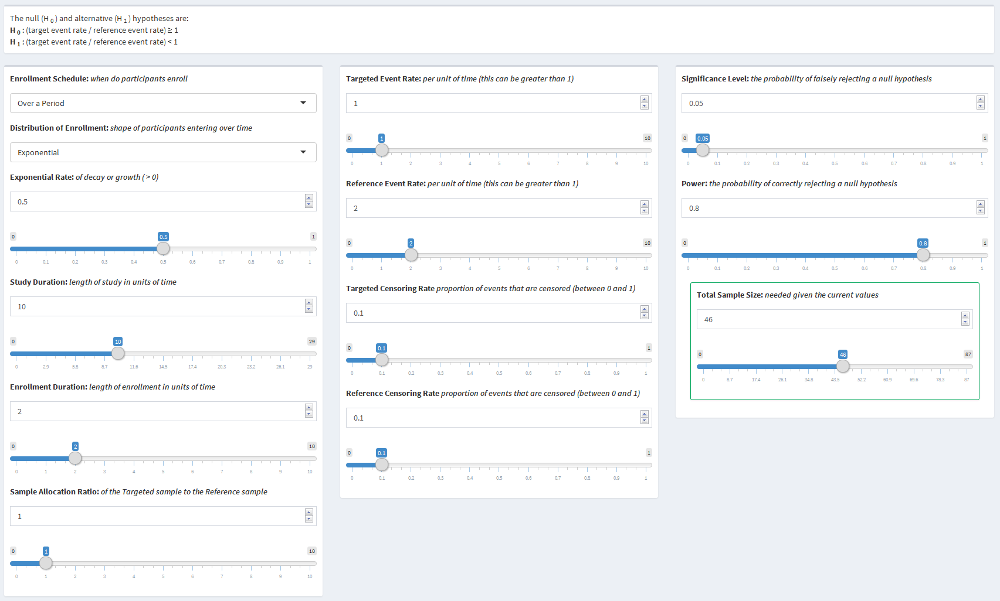 The null (H 0 ) and alternative (H 1 ) hypotheses are:
H 0 : (target event rate / reference event rate) ≥ 1
H 1 : (target event rate / reference event rate) < 1
Enrollment Schedule: when do participants enroll
Over a Period
Distribution of Enrollment: shape of participants entering over time
Exponential
Exponential Rate: of decay or growth ( > 0)
0.5
0 0.5 1
0 0.1 0.2 0.3 0.4 0.5 0.6 0.7 0.8 0.9 1
Study Duration: length of study in units of time
10
0 10 29
0 2.9 5.8 8.7 11.6 14.5 17.4 20.3 23.2 26.1 29
Enrollment Duration: length of enrollment in units of time
2
0 2 10
0 1 2 3 4 5 6 7 8 9 10
Sample Allocation Ratio: of the Targeted sample to the Reference sample
1
0 1 10
0 1 2 3 4 5 6 7 8 9 10
Targeted Event Rate: per unit of time (this can be greater than 1)
1
0 1 10
0 1 2 3 4 5 6 7 8 9 10
Reference Event Rate: per unit of time (this can be greater than 1)
2
0 2 10
0 1 2 3 4 5 6 7 8 9 10
Targeted Censoring Rate proportion of events that are censored (between 0 and 1)
0.1
0 0.1 1
0 0.1 0.2 0.3 0.4 0.5 0.6 0.7 0.8 0.9 1
Reference Censoring Rate proportion of events that are censored (between 0 and 1)
0.1
0 0.1 1
0 0.1 0.2 0.3 0.4 0.5 0.6 0.7 0.8 0.9 1
Significance Level: the probability of falsely rejecting a null hypothesis
0.05
0 0.05 1
0 0.1 0.2 0.3 0.4 0.5 0.6 0.7 0.8 0.9 1
Power: the probability of correctly rejecting a null hypothesis
0.8
0 0.8 1
0 0.1 0.2 0.3 0.4 0.5 0.6 0.7 0.8 0.9 1
Total Sample Size: needed given the current values
46
0 46 87
0 8.7 17.4 26.1 34.8 43.5 52.2 60.9 69.6 78.3 87